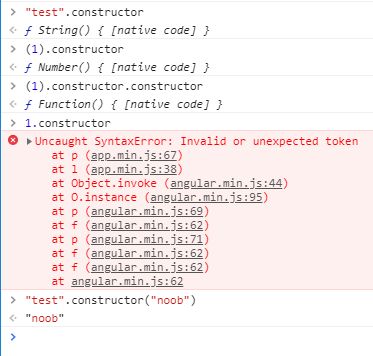 > "test".constructor
<· ƒ String() { [native code] }
> (1).constructor
<· ƒ Number() { [native code] }
> (1).constructor.constructor
<· ƒ Function() { [native code] }
> 1.constructor
▶Uncaught SyntaxError: Invalid or unexpected token
at p (app.min.js:67)
at l (app.min.js:38)
at Object.invoke (angular.min.js:44)
at O.instance (angular.min.js:95)
at p (angular.min.js:69)
at f (angular.min.js:62)
at p (angular.min.js:71)
at f (angular.min.js:62)
at f (angular.min.js:62)
at angular.min.js:62
> "test".constructor("noob")
<· "noob"
>